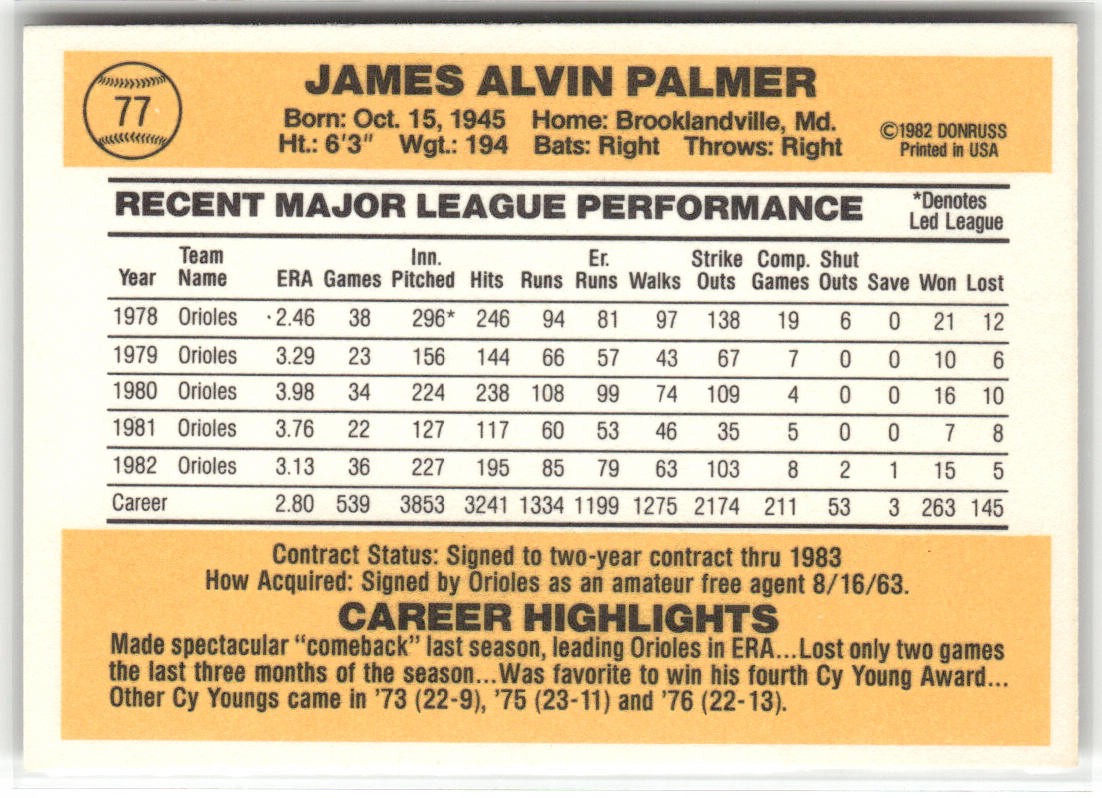 77
JAMES ALVIN PALMER
Born: Oct. 15, 1945 Home: Brooklandville, Md.
Ht.: 6'3" Wgt.: 194 Bats: Right Throws: Right
©1982 DONRUSS
Printed in USA
RECENT MAJOR LEAGUE PERFORMANCE
*Denotes
Led League
Team Inn. Er. Strike Comp. Shut
Year Name ERA Games Pitched Hits Runs Runs Walks Outs Games Outs Save Won Lost
1978 Orioles 2.46 38 296* 246 94 81 97 138 19 6 0 21 12
1979 Orioles 3.29 23 156 144 66 57 43 67 7 0 0 10 6
1980 Orioles 3.98 34 224 238 108 99 74 109 4 0 0 16 10
1981 Orioles 3.76 22 127 117 60 53 46 35 5 0 0 7 8
1982 Orioles 3.13 36 227 195 85 79 63 103 8 2 1 15 5
Career 2.80 539 3853 3241 1334 1199 1275 2174 211 53 3 263 145
Contract Status: Signed to two-year contract thru 1983
How Acquired: Signed by Orioles as an amateur free agent 8/16/63.
CAREER HIGHLIGHTS
Made spectacular "comeback" last season, leading Orioles in ERA...Lost only two games
the last three months of the season...Was favorite to win his fourth Cy Young Award...
Other Cy Youngs came in '73 (22-9), '75 (23-11) and '76 (22-13).